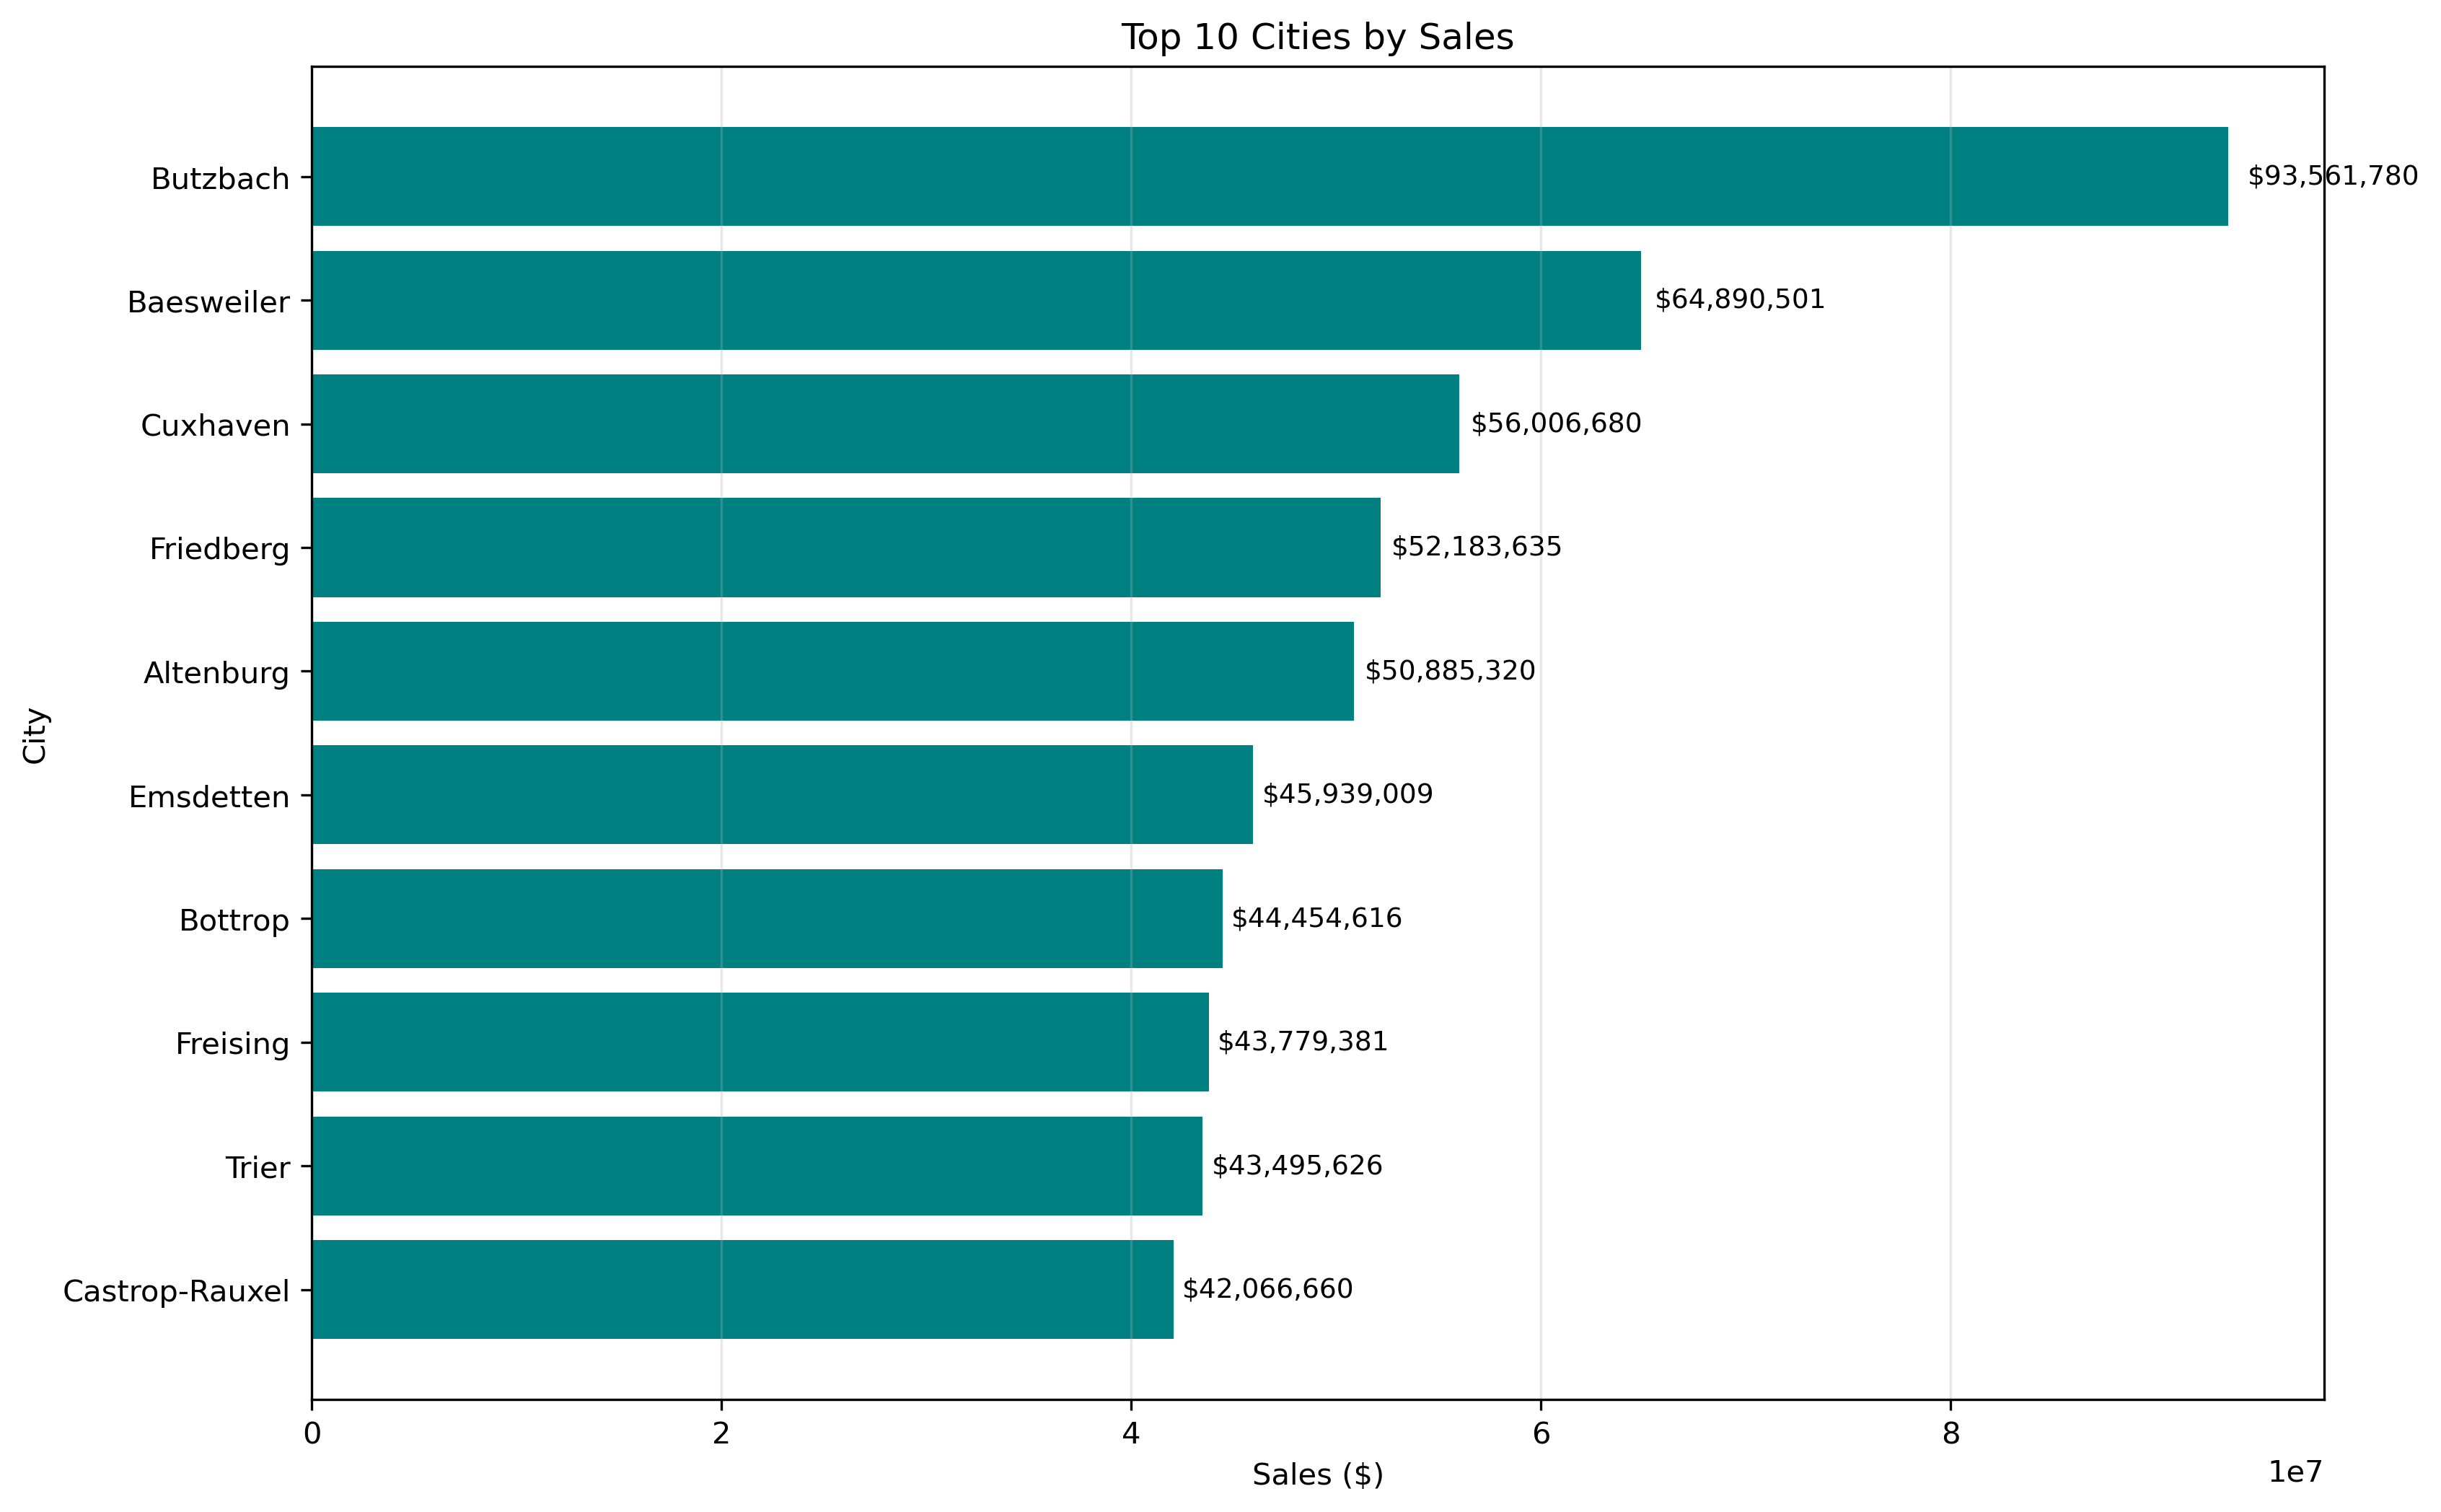 Top 10 Cities by Sales
Butzbach
$93,561,780
Baesweiler
$64,890,501
Cuxhaven
$56,006,680
Friedberg
$52,183,635
Altenburg
$50,885,320
City
Emsdetten
$45,939,009
Bottrop
$44,454,616
Freising
$43,779,381
Trier
$43,495,626
Castrop-Rauxel
$42,066,660
0 2 4 6 8
Sales ($)
1e7